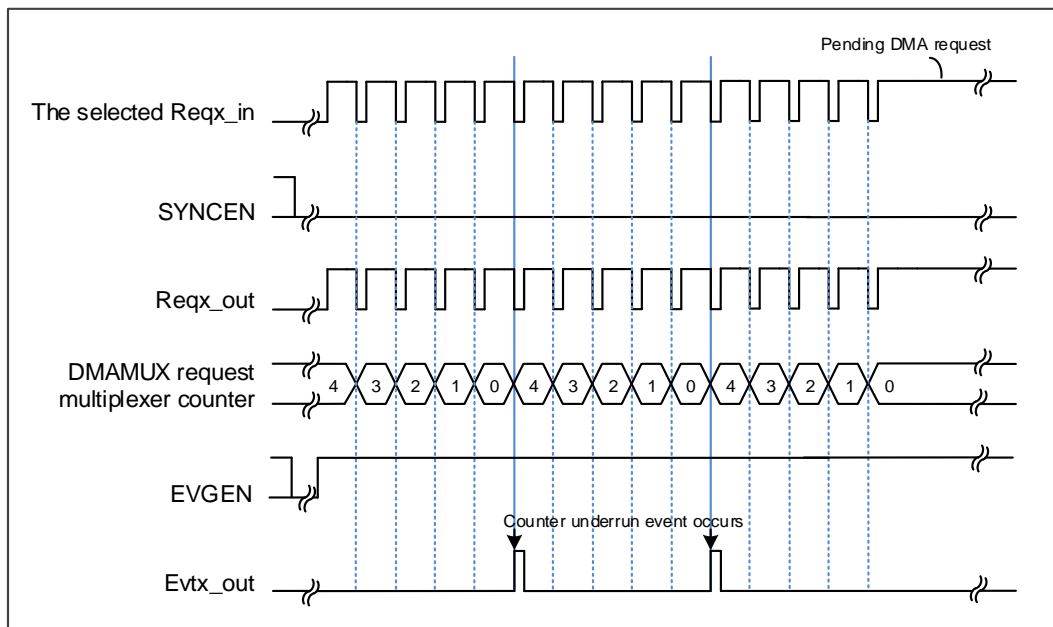 Pending DMA request
The selected Reqx_in
SYNCEN
Reqx_out
DMAMUX request
multiplexer counter
4 3 2 1 0 4 3 2 1 0 4 3 2 1 0
EVGEN
Counter underrun event occurs
Evtx_out